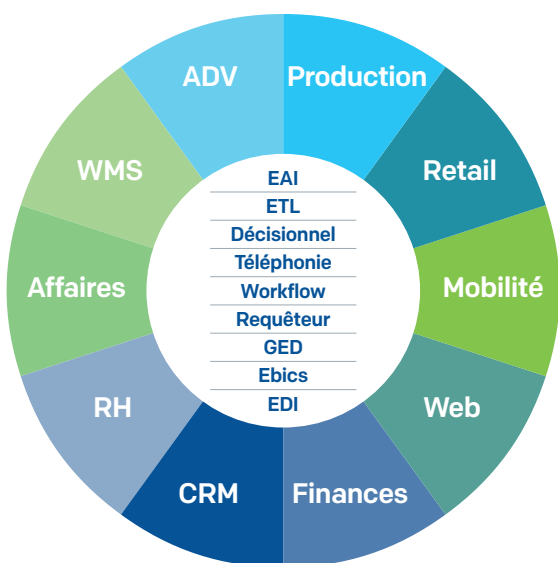 ADV
Production
WMS
Retail
Affaires
Mobilité
RH
Web
CRM
Finances
EAI
ETL
Décisionnel
Téléphonie
Workflow
Requêteur
GED
Ebics
EDI